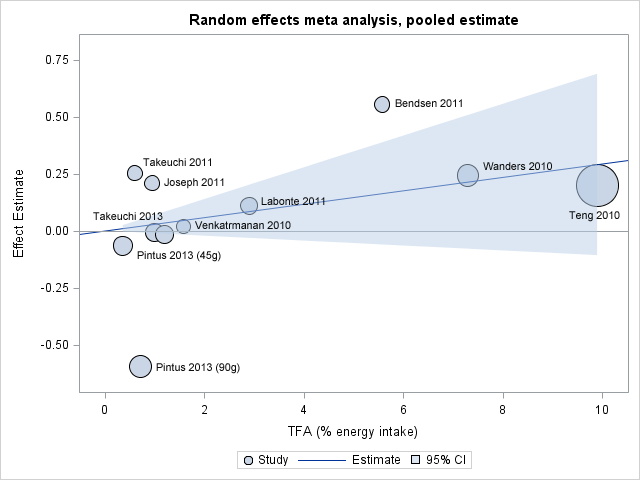 Random effects meta analysis, pooled estimate
0.75
0.50
0.25
0.00
-0.25
-0.50
Effect Estimate
Bendsen 2011
Takeuchi 2011
Wanders 2010
Joseph 2011
Labonte 2011
Takeuchi 2013
Teng 2010
Venkatrmanan 2010
Pintus 2013 (45g)
Pintus 2013 (90g)
0 2 4 6 8 10
TFA (% energy intake)
Study Estimate 95% CI